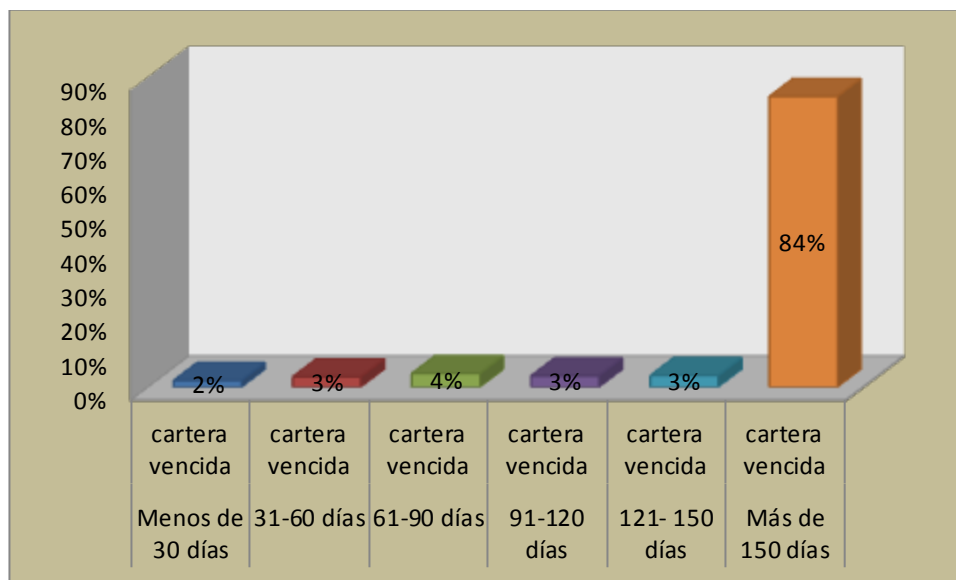 90%
80%
70%
60%
50%
40%
30%
20%
10%
0%
2%
3%
4%
3%
3%
84%
cartera
vencida
cartera
vencida
cartera
vencida
cartera
vencida
cartera
vencida
cartera
vencida
Menos de
30 días
31-60 días
61-90 días
91-120
días
121- 150
días
Más de
150 días